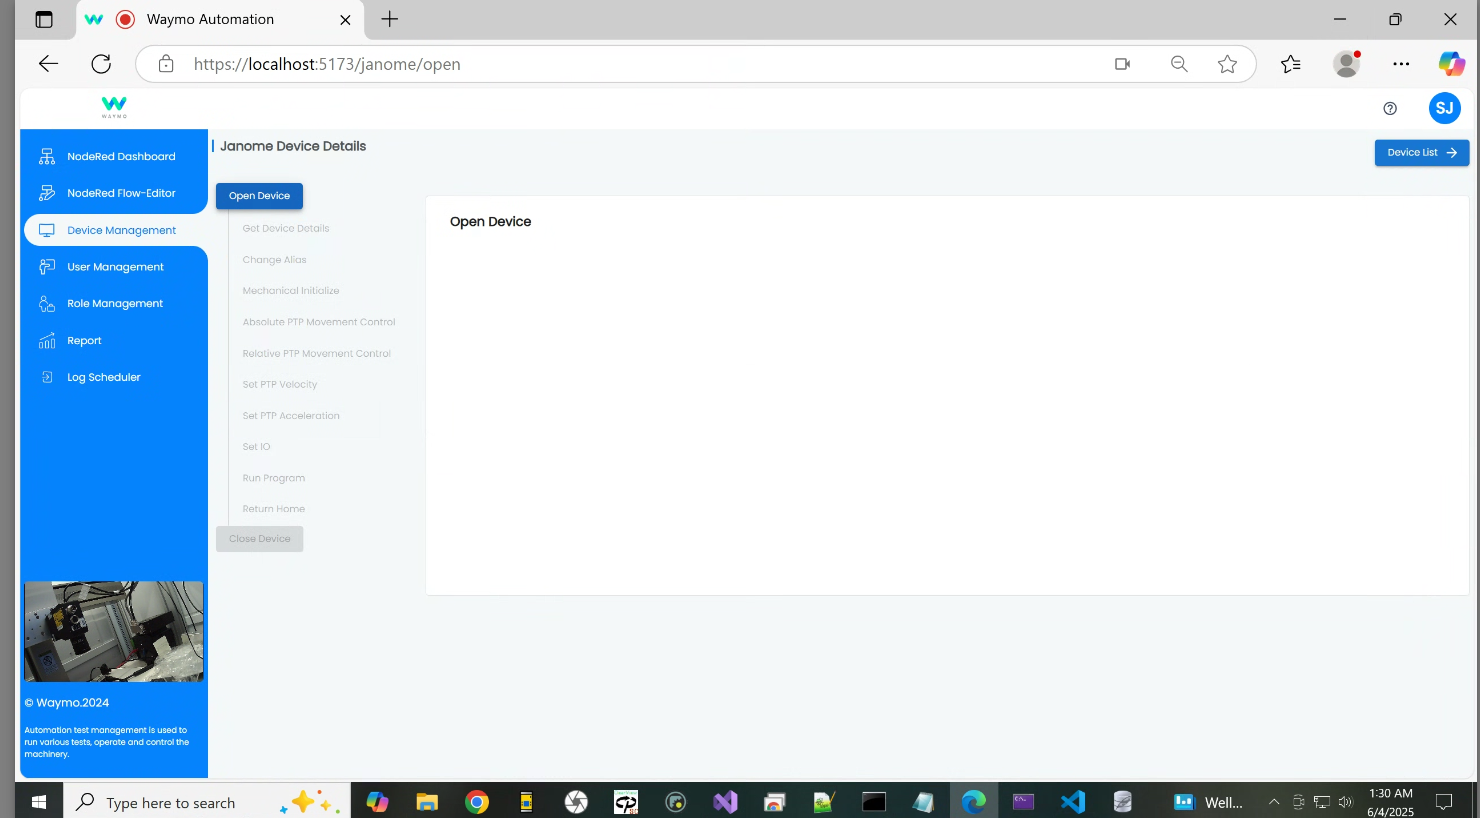 Waymo Automation
https://localhost:5173/janome/open
WAYMO
SJ
NodeRed Dashboard
NodeRed Flow-Editor
Device Management
User Management
Role Management
Report
Log Scheduler
© Waymo.2024
Automation test management is used to
run various tests, operate and control the
machinery.
Janome Device Details
Device List
Open Device
Get Device Details
Change Alias
Mechanical Initialize
Absolute PTP Movement Control
Relative PTP Movement Control
Set PTP Velocity
Set PTP Acceleration
Set IO
Run Program
Return Home
Close Device
Open Device
Type here to search
Well...
1:30 AM
6/4/2025